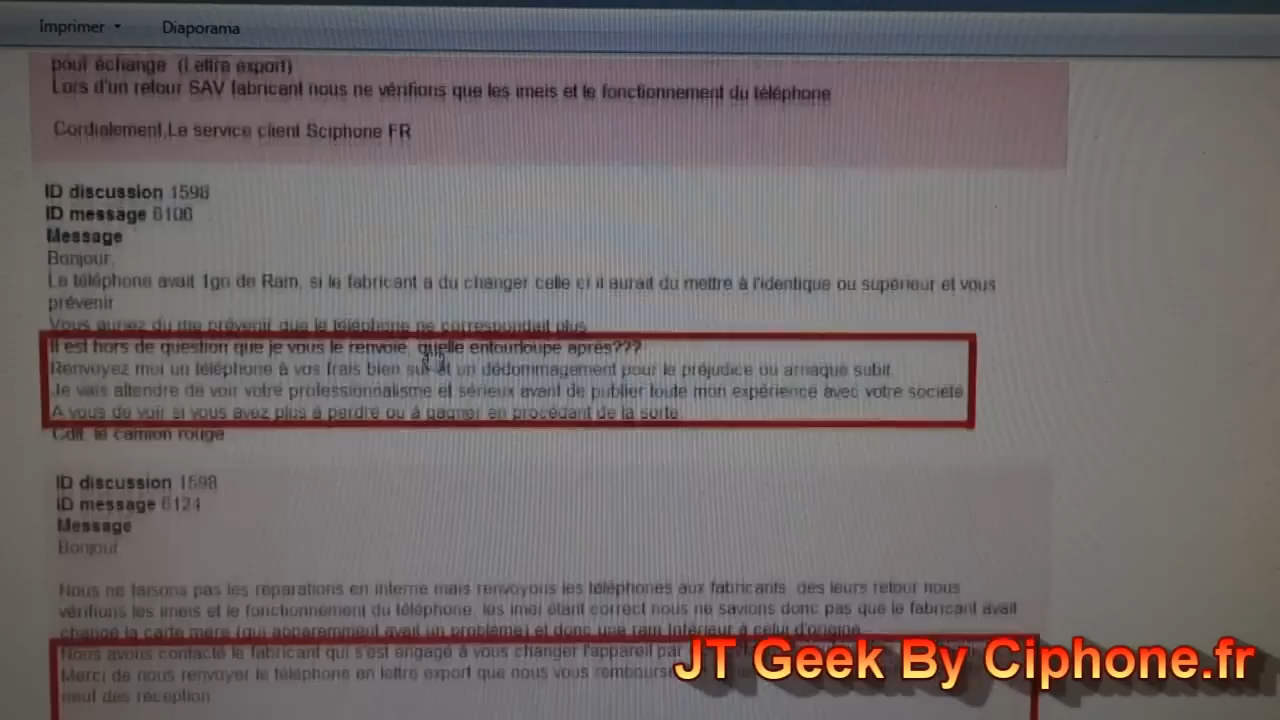 Imprimer Diaporama
pour échange (Lettre export)
Lors d'un retour SAV fabricant nous ne vérifions que les imeis et le fonctionnement du téléphone
Cordialement,Le service client Sciphone FR
ID discussion 1598
ID message 6106
Message
Bonjour,
Le téléphone avait 1go de Ram, si le fabricant a du changer celle ci il aurait du mettre à l'identique ou supérieur et vous
prévenir
Vous auriez du me prévenir que le téléphone ne correspondait plus
Il est hors de question que je vous le renvoie, quelle entourloupe après???
Renvoyez moi un téléphone à vos frais bien sur et un dédommagement pour le préjudice ou arnaque subit.
Je vais attendre de voir votre professionnalisme et sérieux avant de publier toute mon expérience avec votre société
A vous de voir si vous avez plus à perdre ou à gagner en procédant de la sorte
Cdlt, le camion rouge
ID discussion 1598
ID message 6124
Message
Bonjour
Nous ne faisons pas les réparations en interne mais renvoyons les téléphones aux fabricants, des leurs retour nous
vérifions les imeis et le fonctionnement du téléphone, les imei étant correct nous ne savions donc pas que le fabricant avait
changé la carte mère (qui apparemment avait un problème) et donc une ram inférieur à celui d'origine
Nous avons contacté le fabricant qui s'est engagé à vous changer l'appareil par
Merci de nous renvoyer le téléphone en lettre export que nous vous
neuf des réception
JT Geek By Ciphone.fr